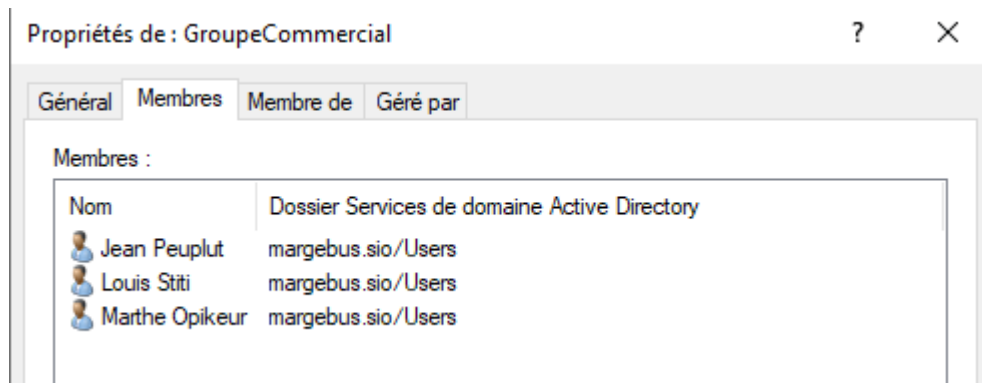 Propriétés de : GroupeCommercial ? ×
Général Membres Membre de Géré par
Membres :
Nom Dossier Services de domaine Active Directory
Jean Peuplut margebus.sio/Users
Louis Stiti margebus.sio/Users
Marthe Opikeur margebus.sio/Users